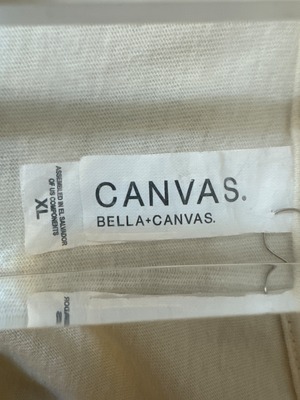 CANVAS.
BELLA+CANVAS.
ASSEMBLED IN EL SALVADOR
OF US COMPONENTS
XL